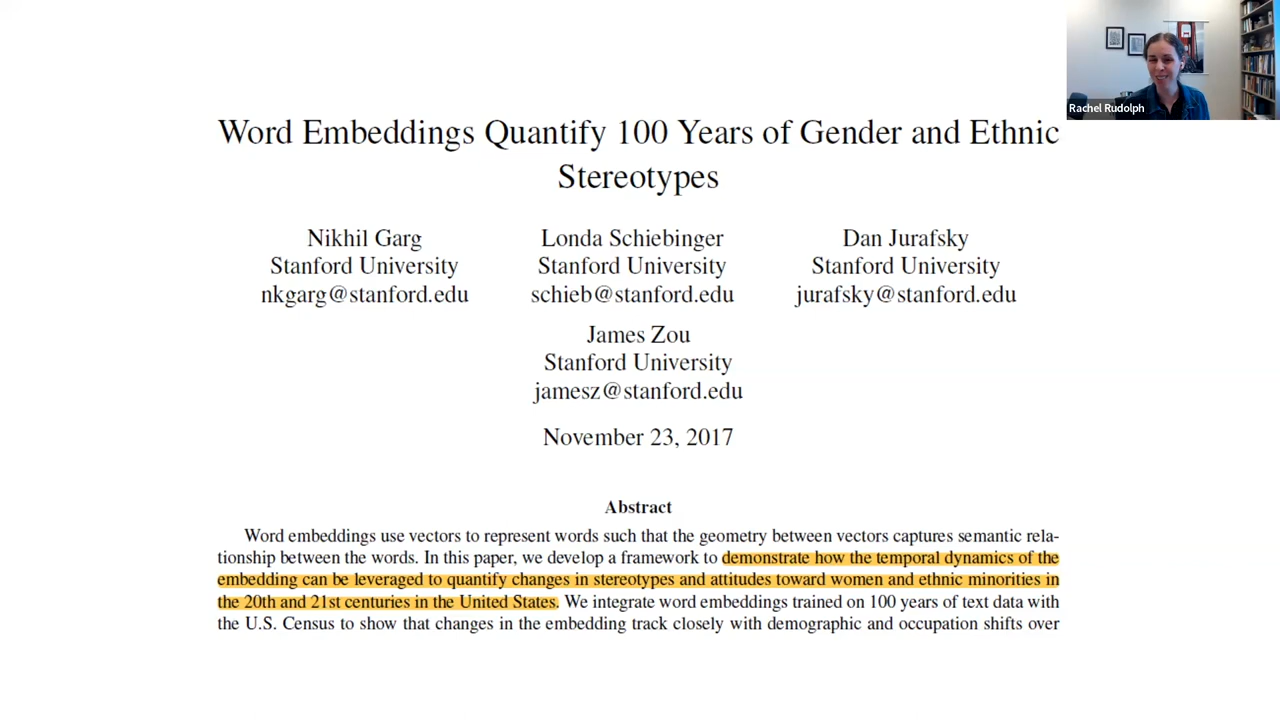 Rachel Rudolph
Word Embeddings Quantify 100 Years of Gender and Ethnic
Stereotypes
Nikhil Garg
Stanford University
nkgarg@stanford.edu
Londa Schiebinger
Stanford University
schieb@stanford.edu
Dan Jurafsky
Stanford University
jurafsky@stanford.edu
James Zou
Stanford University
jamesz@stanford.edu
November 23, 2017
Abstract
Word embeddings use vectors to represent words such that the geometry between vectors captures semantic rela-
tionship between the words. In this paper, we develop a framework to demonstrate how the temporal dynamics of the
embedding can be leveraged to quantify changes in stereotypes and attitudes toward women and ethnic minorities in
the 20th and 21st centuries in the United States. We integrate word embeddings trained on 100 years of text data with
the U.S. Census to show that changes in the embedding track closely with demographic and occupation shifts over